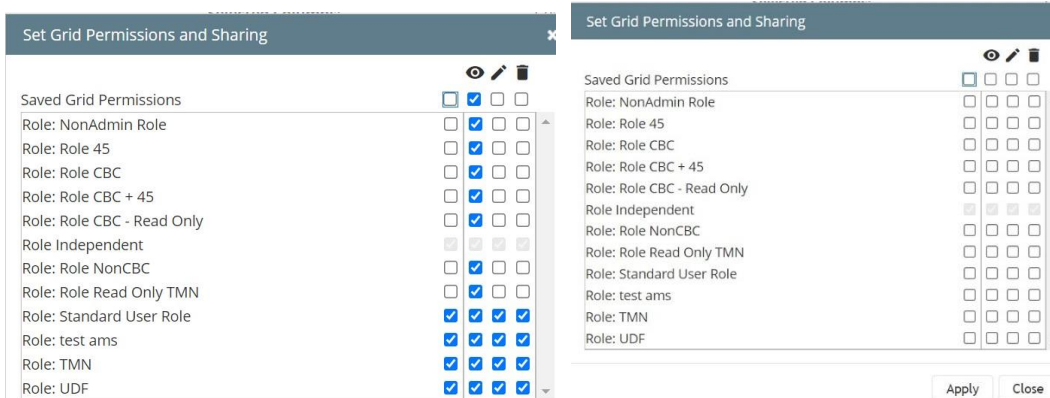 Set Grid Permissions and Sharing
Saved Grid Permissions
Role: NonAdmin Role
Role: Role 45
Role: Role CBC
Role: Role CBC + 45
Role: Role CBC - Read Only
Role Independent
Role: Role NonCBC
Role: Role Read Only TMN
Role: Standard User Role
Role: test ams
Role: TMN
Role: UDF
Set Grid Permissions and Sharing
Saved Grid Permissions
Role: NonAdmin Role
Role: Role 45
Role: Role CBC
Role: Role CBC + 45
Role: Role CBC - Read Only
Role Independent
Role: Role NonCBC
Role: Role Read Only TMN
Role: Standard User Role
Role: test ams
Role: TMN
Role: UDF
Apply Close